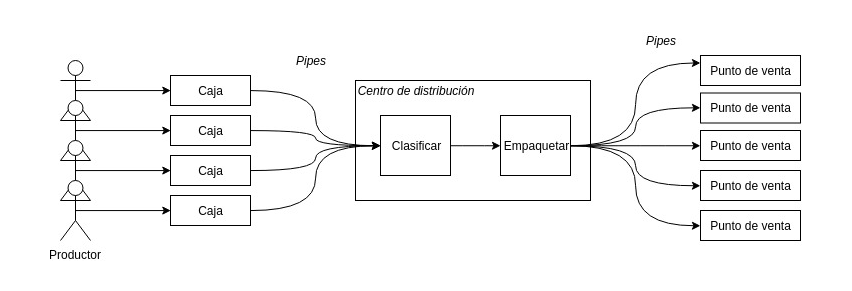 Pipes
Pipes
Caja
Caja
Caja
Caja
Productor
Centro de distribución
Clasificar
Empaquetar
Punto de venta
Punto de venta
Punto de venta
Punto de venta
Punto de venta